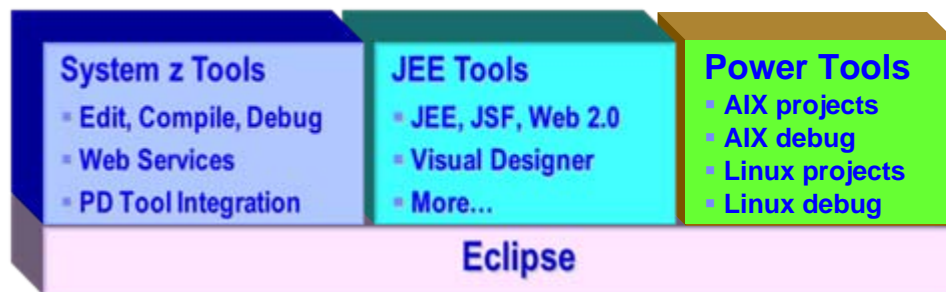 System z Tools
▪ Edit, Compile, Debug
▪ Web Services
▪ PD Tool Integration
JEE Tools
▪ JEE, JSF, Web 2.0
▪ Visual Designer
▪ More...
Power Tools
▪ AIX projects
▪ AIX debug
▪ Linux projects
▪ Linux debug
Eclipse